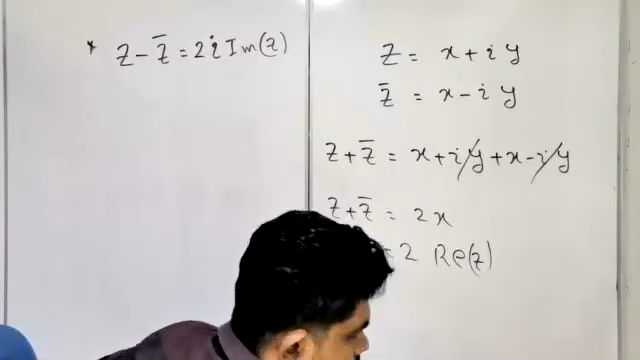 * z - z̄ = 2i Im(z)
z = x + iy
z̄ = x - iy
z + z̄ = x + iy + x - iy
z + z̄ = 2x
= 2 Re(z)